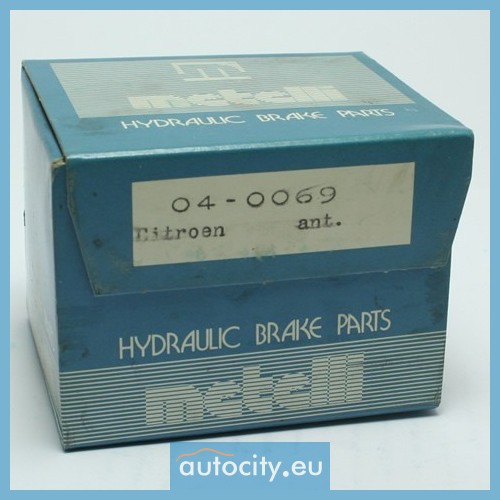 metelli
HYDRAULIC BRAKE PARTS
04-0069
Citroen ant.
HYDRAULIC BRAKE PARTS
metelli
autocity.eu